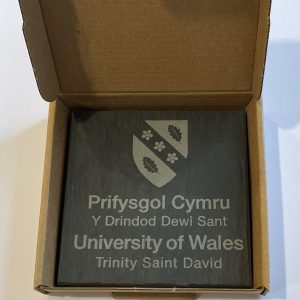 Prifysgol Cymru
Y Drindod Dewi Sant
University of Wales
Trinity Saint David